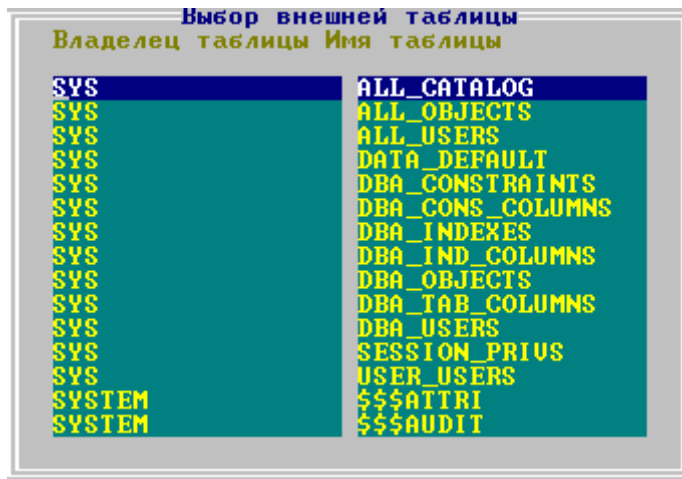 Выбор внешней таблицы
Владелец таблицы Имя таблицы
SYS ALL_CATALOG
SYS ALL_OBJECTS
SYS ALL_USERS
SYS DATA_DEFAULT
SYS DBA_CONSTRAINTS
SYS DBA_CONS_COLUMNS
SYS DBA_INDEXES
SYS DBA_IND_COLUMNS
SYS DBA_OBJECTS
SYS DBA_TAB_COLUMNS
SYS DBA_USERS
SYS SESSION_PRIVS
SYS USER_USERS
SYSTEM $$$ATTRI
SYSTEM $$$AUDIT